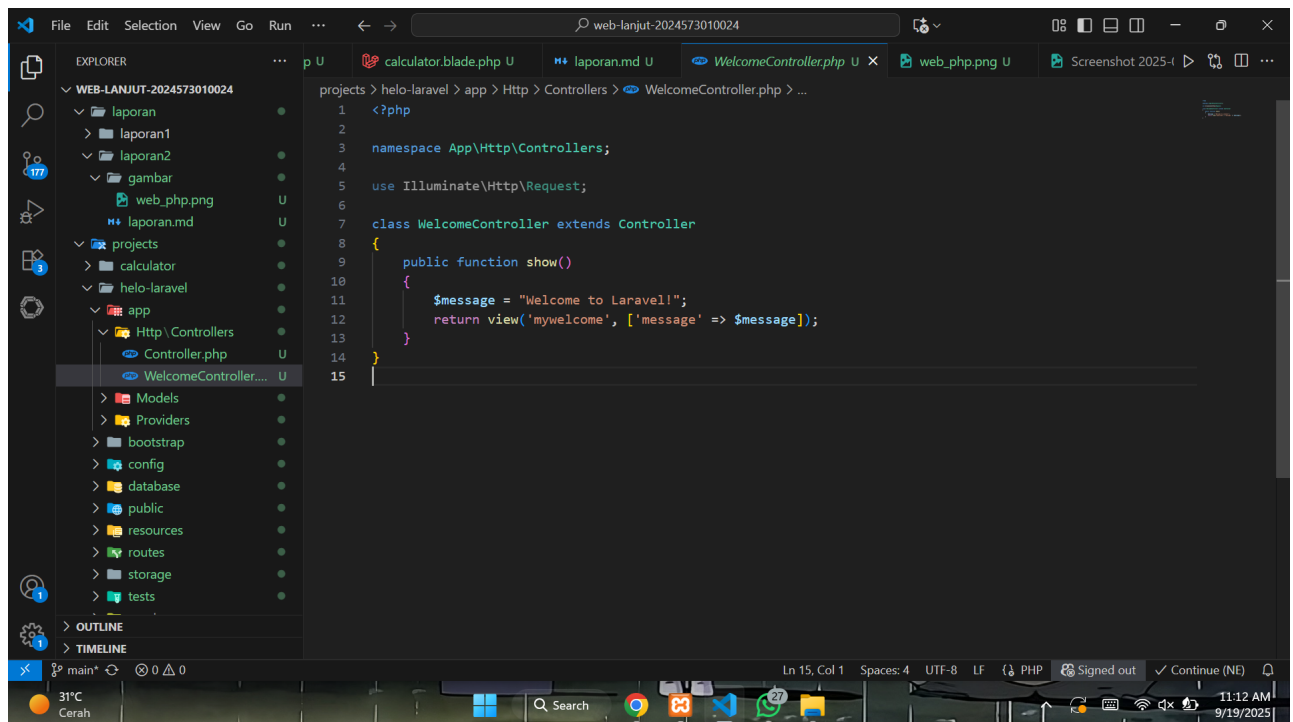 File Edit Selection View Go Run ··· web-lanjut-2024573010024
EXPLORER ···
WEB-LANJUT-2024573010024
laporan
laporan1
laporan2
gambar
web_php.png U
laporan.md U
projects
calculator
helo-laravel
app
Http \ Controllers
Controller.php U
WelcomeController.... U
Models
Providers
bootstrap
config
database
public
resources
routes
storage
tests
OUTLINE
TIMELINE
177
3
1
1
p U calculator.blade.php U laporan.md U WelcomeController.php U web_php.png U Screenshot 2025-( ···
projects > helo-laravel > app > Http > Controllers > WelcomeController.php > ...
1 <?php
2
3 namespace App\Http\Controllers;
4
5 use Illuminate\Http\Request;
6
7 class WelcomeController extends Controller
8 {
9 public function show()
10 {
11 $message = "Welcome to Laravel!";
12 return view('mywelcome', ['message' => $message]);
13 }
14 }
15
main* 0 0 Ln 15, Col 1 Spaces: 4 UTF-8 LF PHP Signed out Continue (NE)
31°C
Cerah
Search
27
11:12 AM
9/19/2025